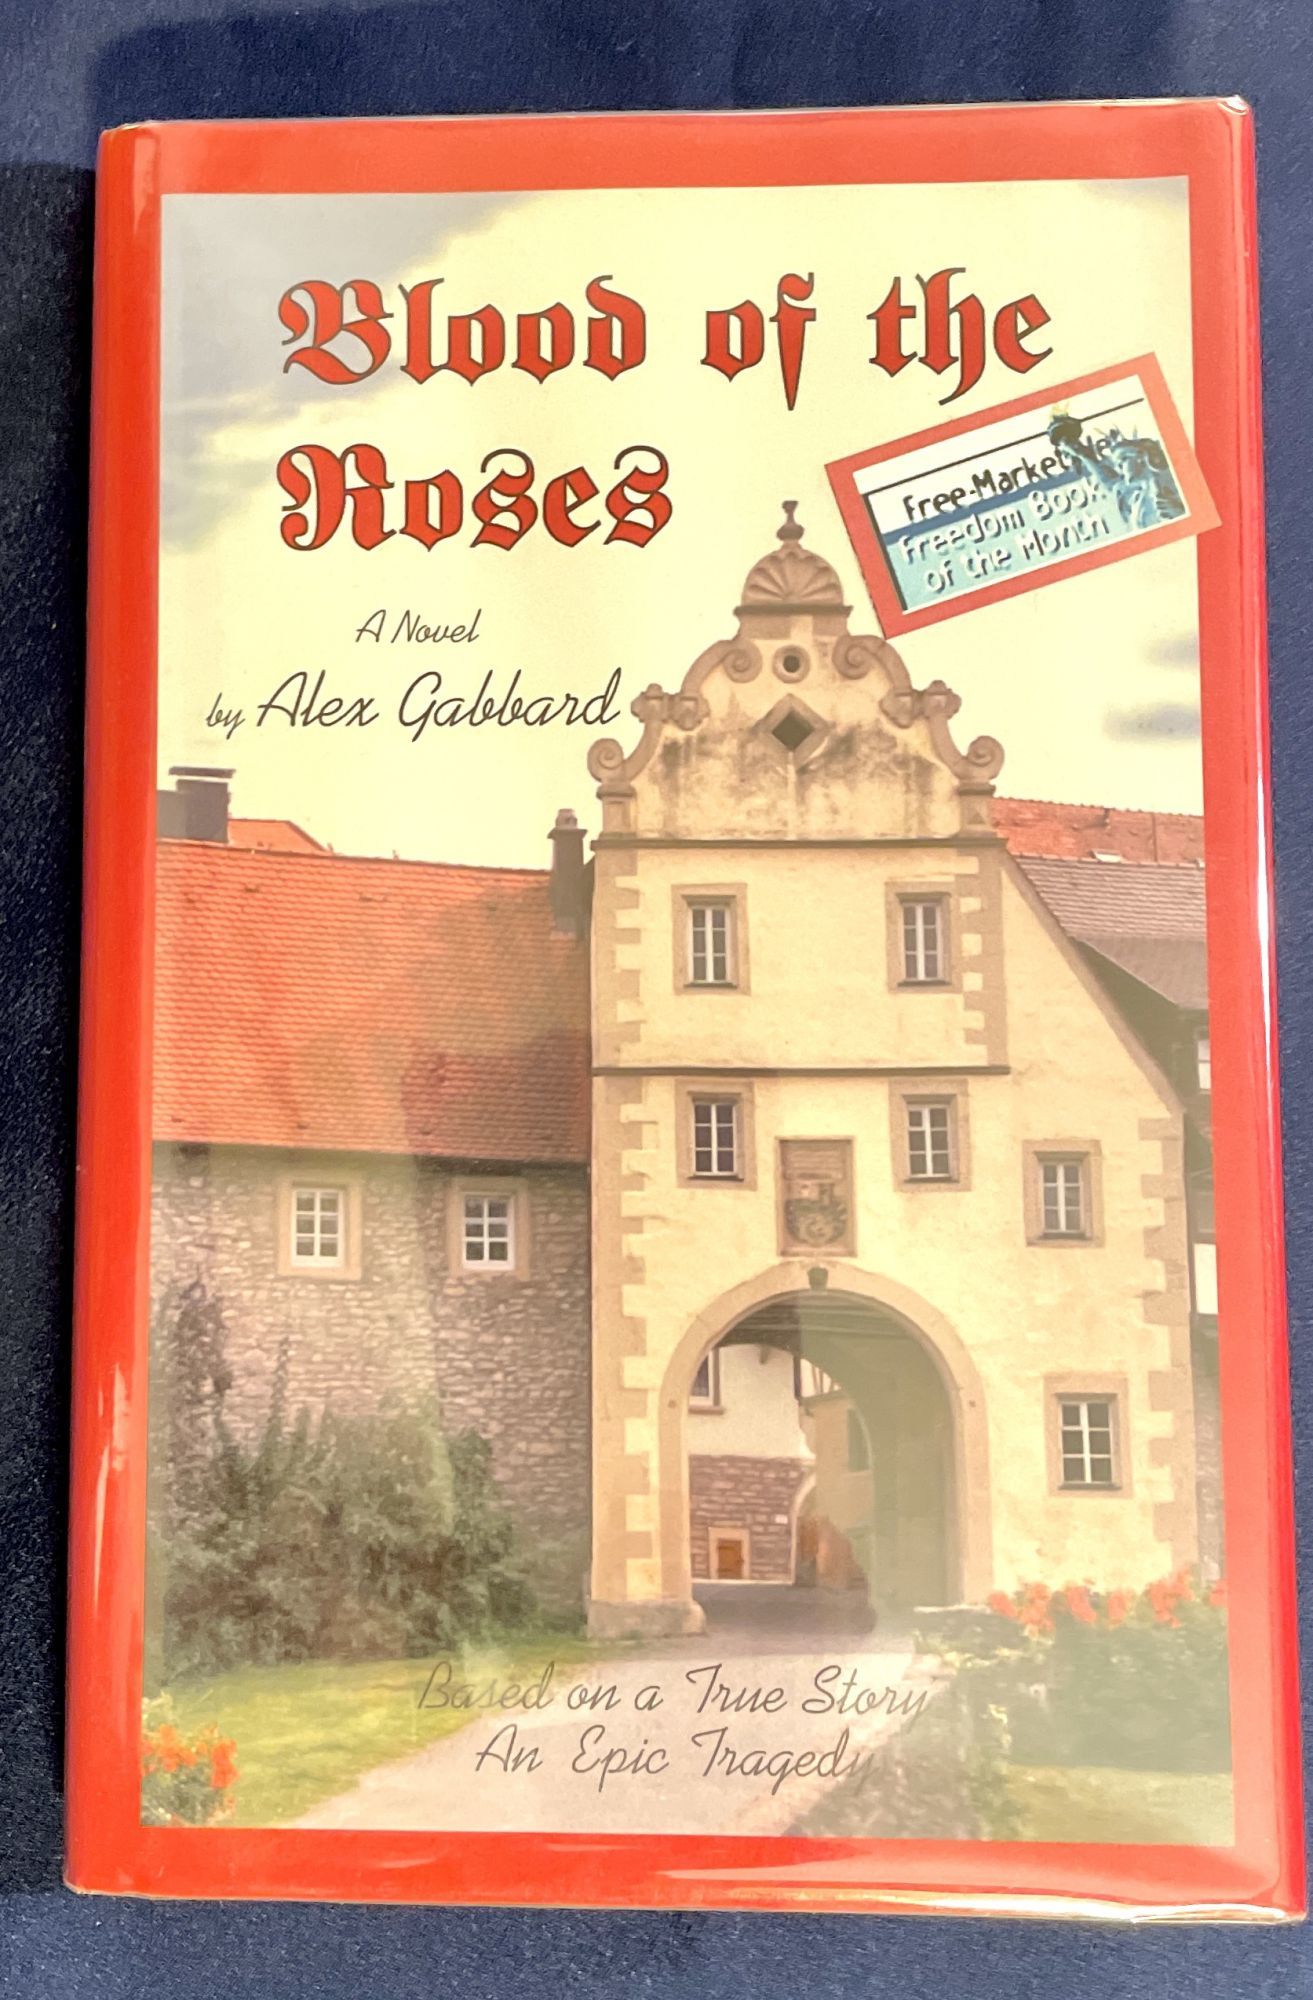 Blood of the
Roses
Free-Market
Freedom Book
of the Month
A Novel
by Alex Gabbard
Based on a True Story
An Epic Tragedy